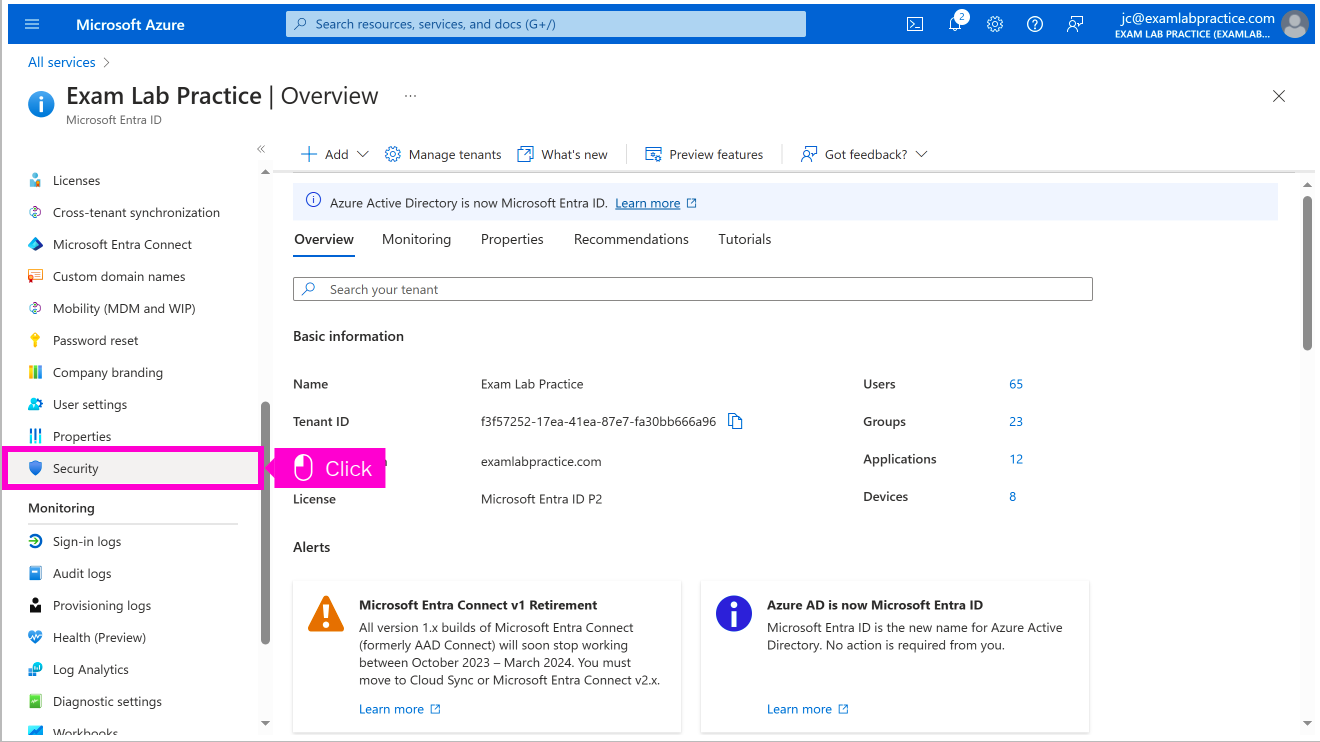 Microsoft Azure
Search resources, services, and docs (G+/)
2
jc@examlabpractice.com
EXAM LAB PRACTICE (EXAMLAB...
All services
Exam Lab Practice | Overview
Microsoft Entra ID
Add
Manage tenants
What's new
Preview features
Got feedback?
Licenses
Cross-tenant synchronization
Microsoft Entra Connect
Custom domain names
Mobility (MDM and WIP)
Password reset
Company branding
User settings
Properties
Security
Click
Monitoring
Sign-in logs
Audit logs
Provisioning logs
Health (Preview)
Log Analytics
Diagnostic settings
Workbooks
Azure Active Directory is now Microsoft Entra ID. Learn more
Overview Monitoring Properties Recommendations Tutorials
Search your tenant
Basic information
Name Exam Lab Practice Users 65
Tenant ID f3f57252-17ea-41ea-87e7-fa30bb666a96 Groups 23
examlabpractice.com Applications 12
License Microsoft Entra ID P2 Devices 8
Alerts
Microsoft Entra Connect v1 Retirement
All version 1.x builds of Microsoft Entra Connect
(formerly AAD Connect) will soon stop working
between October 2023 – March 2024. You must
move to Cloud Sync or Microsoft Entra Connect v2.x.
Learn more
Azure AD is now Microsoft Entra ID
Microsoft Entra ID is the new name for Azure Active
Directory. No action is required from you.
Learn more